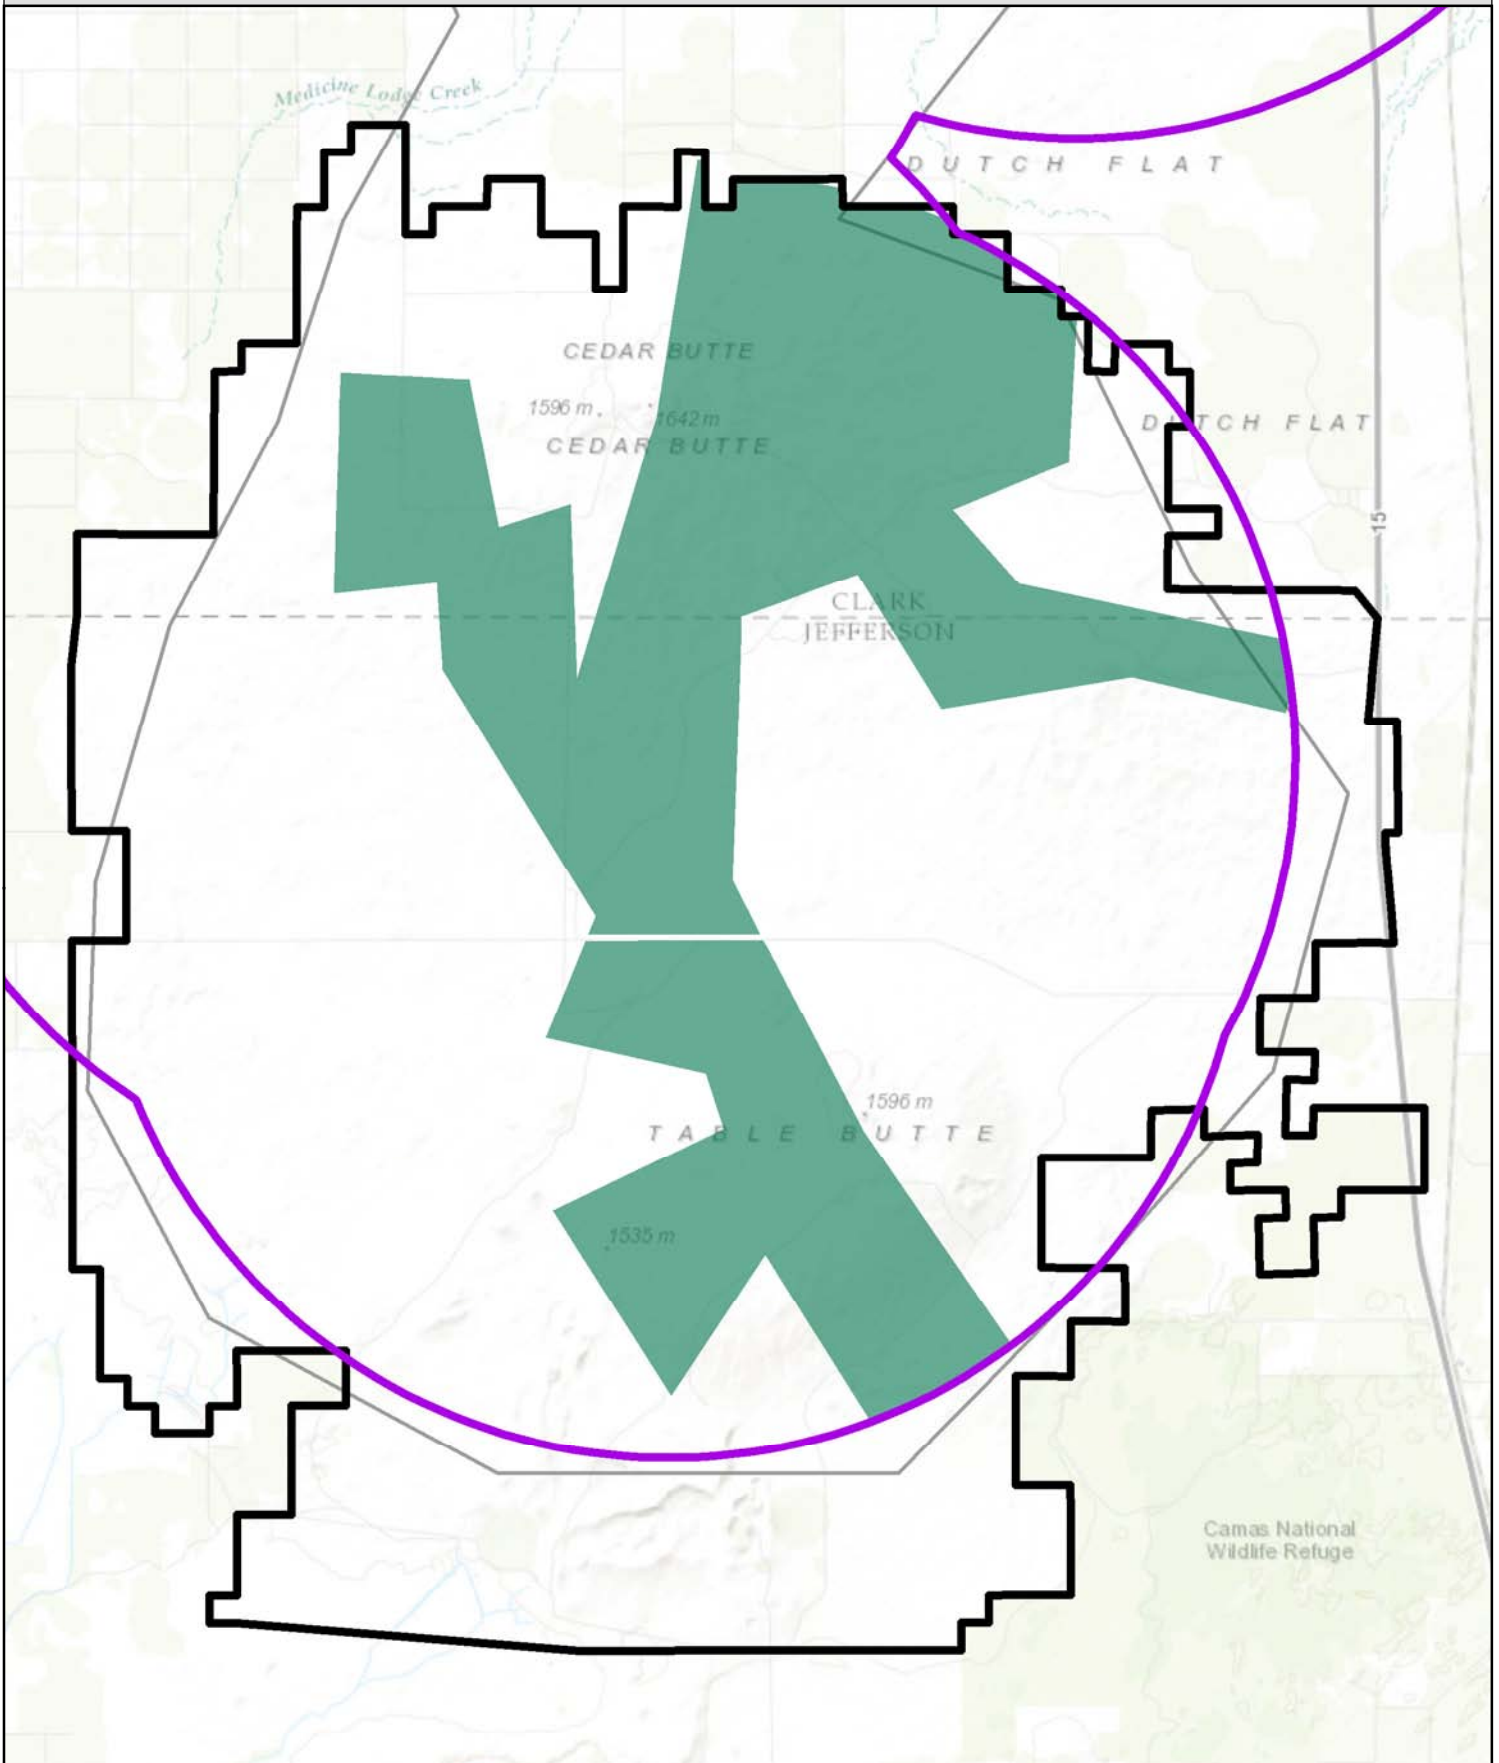 Medicine Lodge Creek
DUTCH FLAT
CEDAR BUTTE
1596 m
1642 m
CEDAR BUTTE
DUTCH FLAT
15
CLARK
JEFFERSON
1596 m
TABLE BUTTE
1535 m
Camas National
Wildlife Refuge